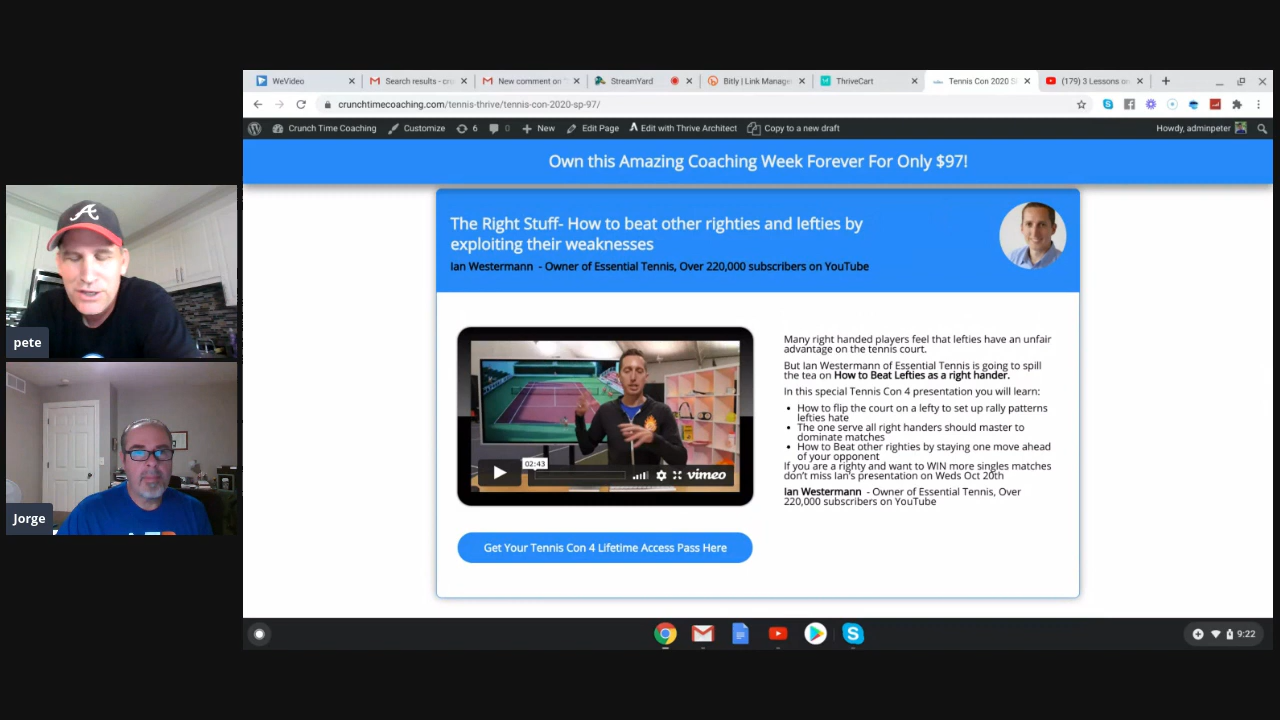 WeVideo
Search results - cr
New comment on "
StreamYard
Bitly | Link Manage
ThriveCart
Tennis Con 2020 S
(179) 3 Lessons o
crunchtimecoaching.com/tennis-thrive/tennis-con-2020-sp-97/
Crunch Time Coaching
Customize
6
0
New
Edit Page
Edit with Thrive Architect
Copy to a new draft
Howdy, adminpeter
Own this Amazing Coaching Week Forever For Only $97!
The Right Stuff- How to beat other righties and lefties by
exploiting their weaknesses
Ian Westermann - Owner of Essential Tennis, Over 220,000 subscribers on YouTube
A
pete
Jorge
02:43
vimeo
Many right handed players feel that lefties have an unfair
advantage on the tennis court.
But Ian Westermann of Essential Tennis is going to spill
the tea on How to Beat Lefties as a right hander.
In this special Tennis Con 4 presentation you will learn:
• How to flip the court on a lefty to set up rally patterns
lefties hate
• The one serve all right handers should master to
dominate matches
• How to Beat other righties by staying one move ahead
of your opponent
If you are a righty and want to WIN more singles matches
don't miss Ian's presentation on Weds Oct 20th
Ian Westermann - Owner of Essential Tennis, Over
220,000 subscribers on YouTube
Get Your Tennis Con 4 Lifetime Access Pass Here
9:22